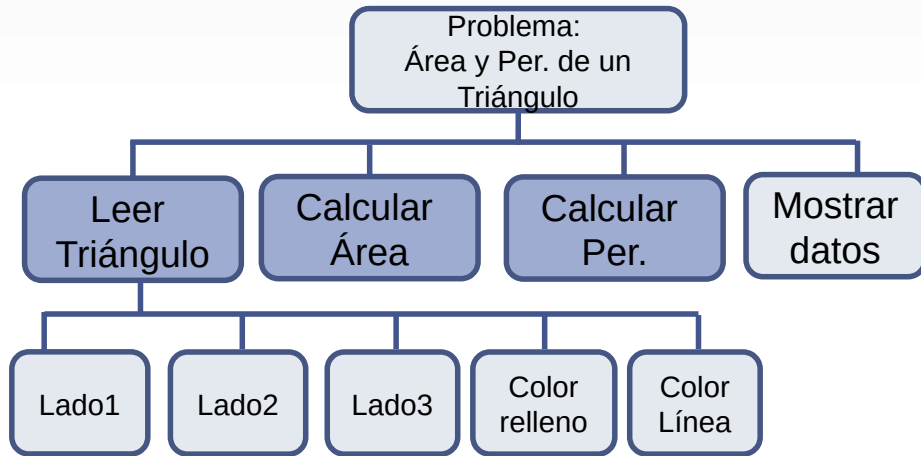 Problema:
Área y Per. de un
Triángulo
Leer
Triángulo
Calcular
Área
Calcular
Per.
Mostrar
datos
Lado1
Lado2
Lado3
Color
relleno
Color
Línea